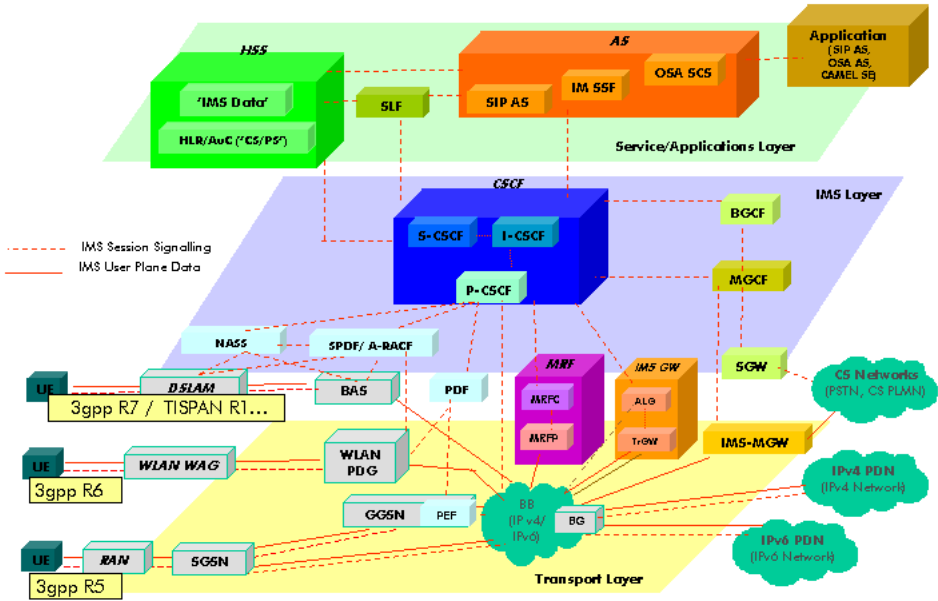 HSS
AS
Application
(SIP AS,
OSA AS,
CAMEL SE)
OSA SCS
IM SSF
'IMS Data'
SIP AS
SLF
HLR/AuC ('CS/PS')
Service/Applications Layer
CSCF
IMS Layer
BGCF
S-CSCF
I-CSCF
IMS Session Signalling
IMS User Plane Data
MGCF
P-CSCF
NASS
SPDF/ A-RACF
MRF
IMS GW
SGW
CS Networks
(PSTN, CS PLMN)
UE
DSLAM
BAS
PDF
MRFC
ALG
3gpp R7 / TISPAN R1...
MRFP
TrGW
IMS-MGW
UE
WLAN WAG
WLAN
PDG
IPv4 PDN
(IPv4 Network)
3gpp R6
BB
(IP v4/
IPv6)
GGSN
PEF
BG
IPv6 PDN
(IPv6 Network)
UE
RAN
SGSN
Transport Layer
3gpp R5